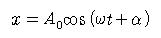 x = A₀cos (ωt + α)